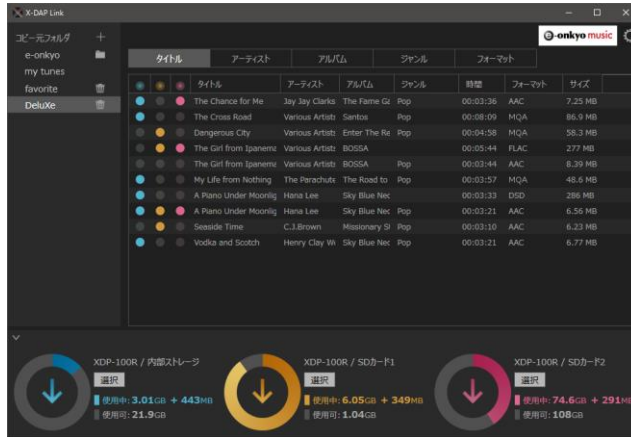 X-DAP Link
コピー元フォルダ
e-onkyo
my tunes
favorite
DeluXe
e-onkyo music
タイトル アーティスト アルバム ジャンル フォーマット
タイトル アーティスト アルバム ジャンル 時間 フォーマット サイズ
The Chance for Me Jay Jay Clarks The Fame Ga Pop 00:03:36 AAC 7.25 MB
The Cross Road Various Artists Santos Pop 00:08:09 MQA 86.9 MB
Dangerous City Various Artists Enter The Re Pop 00:04:58 MQA 58.3 MB
The Girl from Ipanema Various Artists BOSSA 00:05:44 FLAC 277 MB
The Girl from Ipanema Various Artists BOSSA Pop 00:03:44 AAC 8.39 MB
My Life from Nothing The Parachute The Road to Pop 00:03:57 MQA 48.6 MB
A Piano Under Moonlig Hana Lee Sky Blue Nec 00:03:33 DSD 286 MB
A Piano Under Moonlig Hana Lee Sky Blue Nec Pop 00:03:21 AAC 6.56 MB
Seaside Time C.J.Brown Missionary St Pop 00:03:10 AAC 6.23 MB
Vodka and Scotch Henry Clay Wi Sky Blue Nec Pop 00:03:21 AAC 6.77 MB
XDP-100R / 内部ストレージ
選択
使用中: 3.01GB + 443MB
使用可: 21.9GB
XDP-100R / SDカード1
選択
使用中: 6.05GB + 349MB
使用可: 1.04GB
XDP-100R / SDカード2
選択
使用中: 74.6GB + 291MB
使用可: 108GB